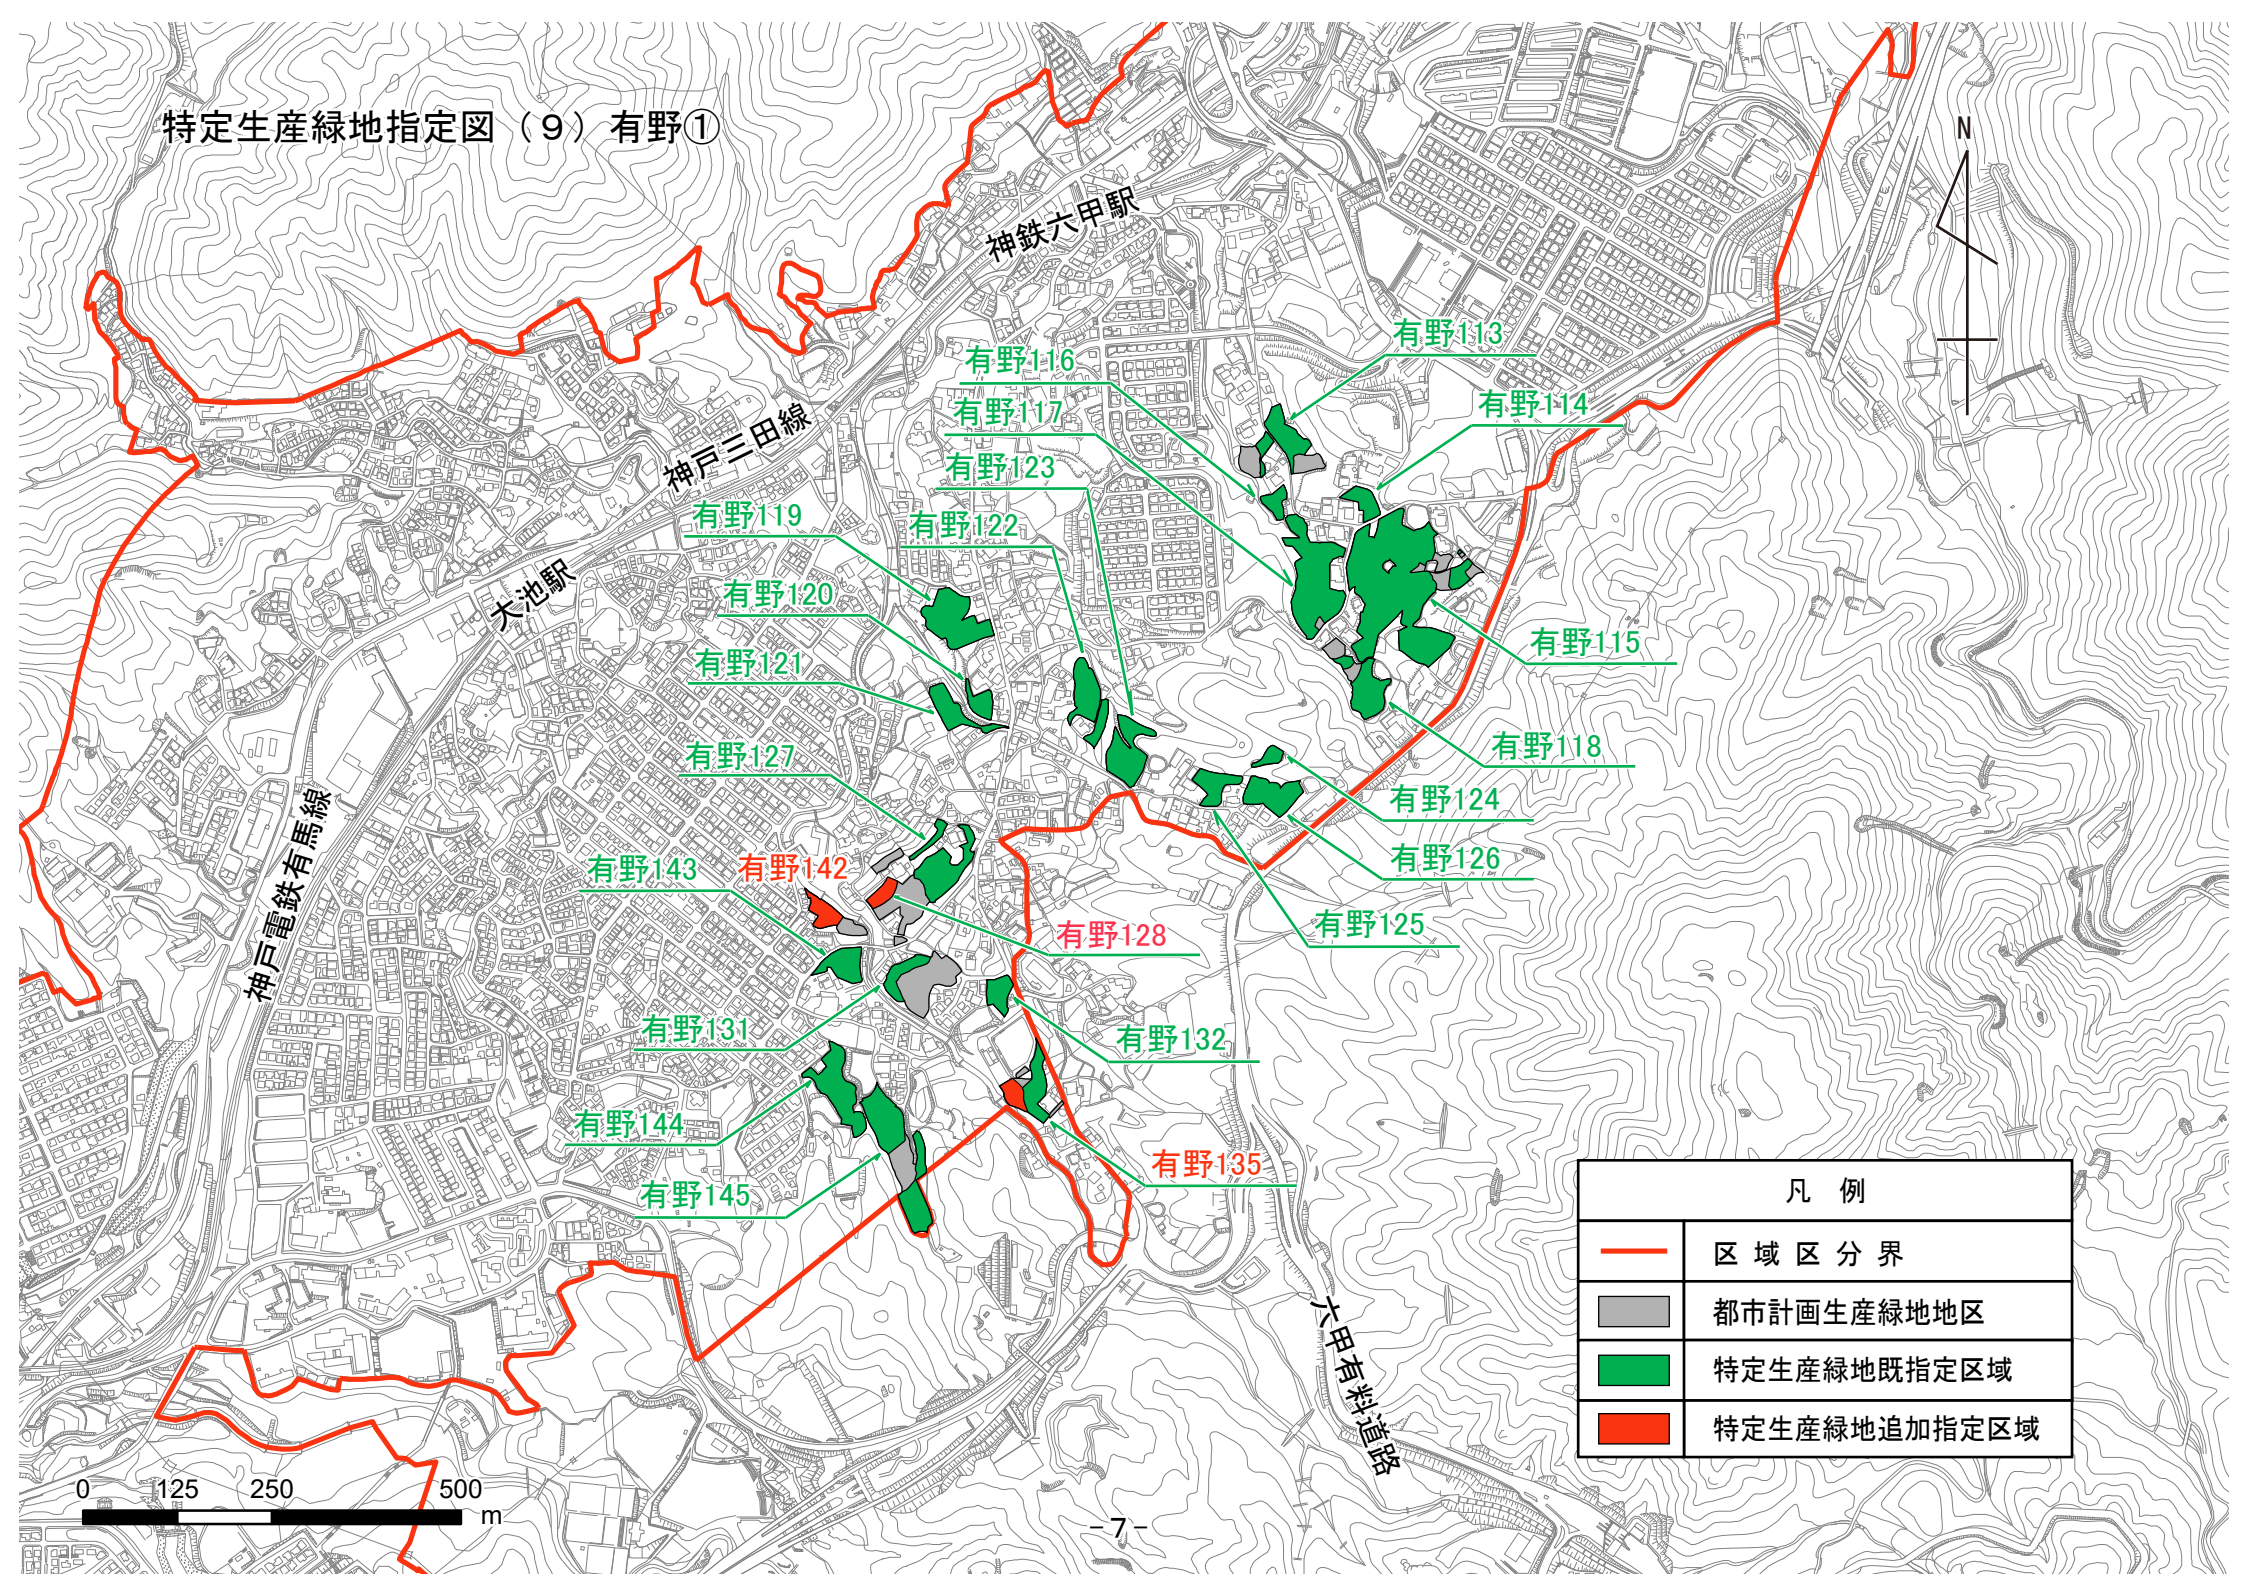 特定生産緑地指定図（９）有野①
N
神鉄六甲駅
有野113
有野116
有野114
有野117
神戸三田線
有野123
有野119
有野122
大池駅
有野120
有野115
有野121
有野118
有野127
有野124
神戸電鉄有馬線
有野126
有野143
有野142
有野125
有野128
有野131
有野132
有野144
有野135
有野145
六甲有料道路
凡 例
区 域 区 分 界
都市計画生産緑地地区
特定生産緑地既指定区域
特定生産緑地追加指定区域
0 125 250 500
m
-7-